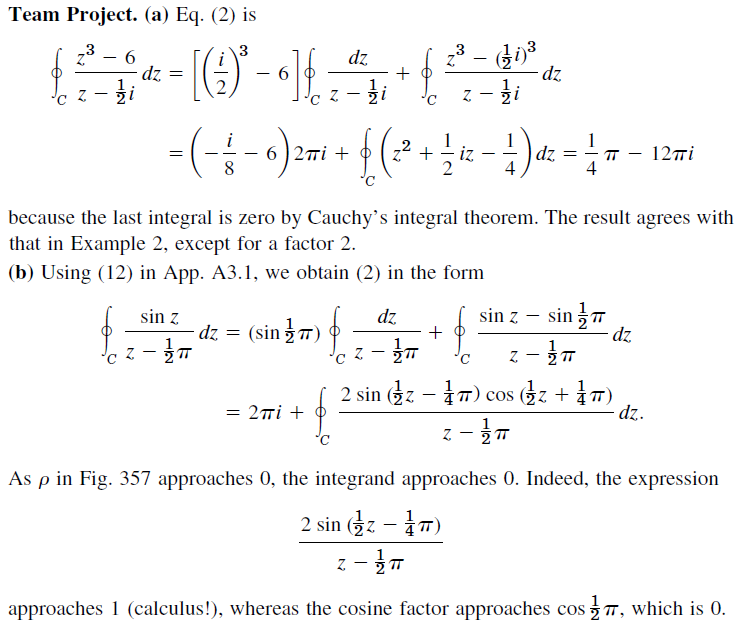 Team Project. (a) Eq. (2) is
∮_C (z³ − 6)/(z − ½i) dz = [(i/2)³ − 6] ∮_C dz/(z − ½i) + ∮_C (z³ − (½i)³)/(z − ½i) dz
= (−i/8 − 6) 2πi + ∮_C (z² + 1/2 iz − 1/4) dz = 1/4 π − 12πi
because the last integral is zero by Cauchy's integral theorem. The result agrees with
that in Example 2, except for a factor 2.
(b) Using (12) in App. A3.1, we obtain (2) in the form
∮_C sin z/(z − ½π) dz = (sin ½π) ∮_C dz/(z − ½π) + ∮_C (sin z − sin ½π)/(z − ½π) dz
= 2πi + ∮_C 2 sin (½z − ¼π) cos (½z + ¼π)/(z − ½π) dz.
As ρ in Fig. 357 approaches 0, the integrand approaches 0. Indeed, the expression
2 sin (½z − ¼π)/(z − ½π)
approaches 1 (calculus!), whereas the cosine factor approaches cos ½π, which is 0.